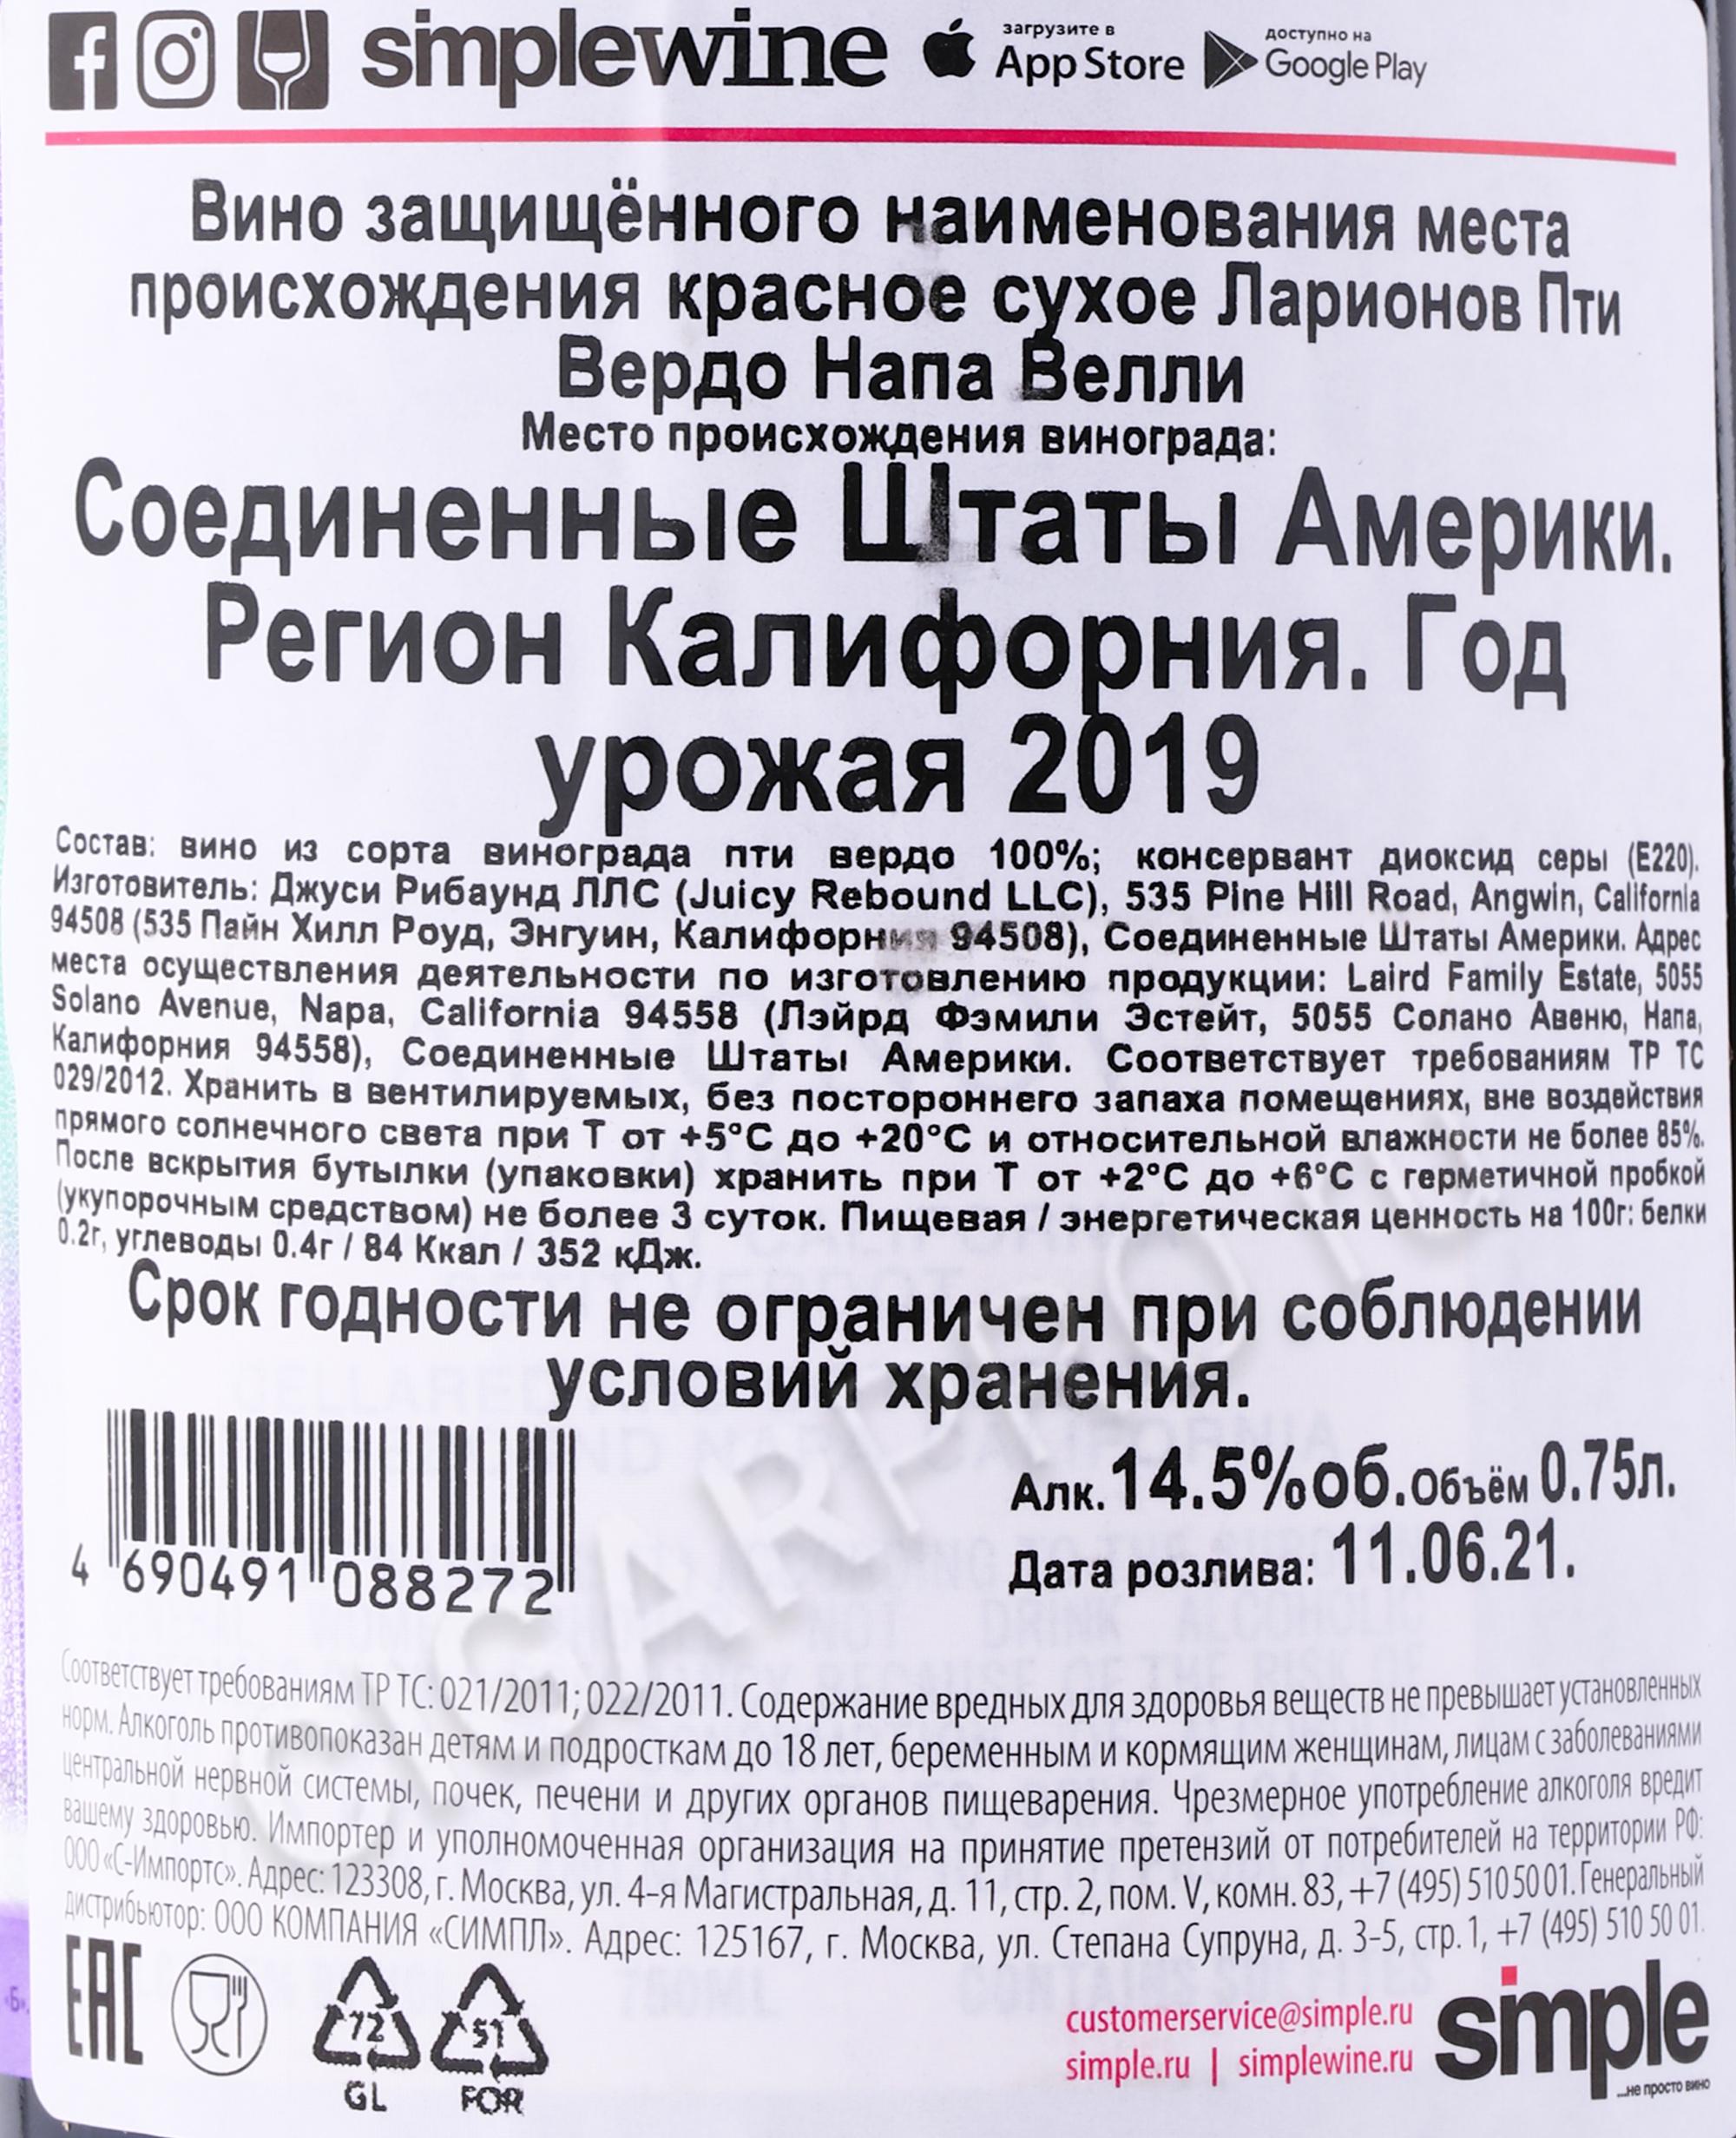 simplewine
загрузите в
App Store
доступно на
Google Play
Вино защищённого наименования места
происхождения красное сухое Ларионов Пти
Вердо Напа Велли
Место происхождения винограда:
Соединенные Штаты Америки.
Регион Калифорния. Год
урожая 2019
Состав: вино из сорта винограда пти вердо 100%; консервант диоксид серы (Е220).
Изготовитель: Джуси Рибаунд ЛЛС (Juicy Rebound LLC), 535 Pine Hill Road, Angwin, California
94508 (535 Пайн Хилл Роуд, Энгуин, Калифорния 94508), Соединенные Штаты Америки. Адрес
места осуществления деятельности по изготовлению продукции: Laird Family Estate, 5055
Solano Avenue, Napa, California 94558 (Лэйрд Фэмили Эстейт, 5055 Солано Авеню, Напа,
Калифорния 94558), Соединенные Штаты Америки. Соответствует требованиям ТР ТС
029/2012. Хранить в вентилируемых, без постороннего запаха помещениях, вне воздействия
прямого солнечного света при Т от +5°С до +20°С и относительной влажности не более 85%.
После вскрытия бутылки (упаковки) хранить при Т от +2°С до +6°С с герметичной пробкой
(укупорочным средством) не более 3 суток. Пищевая / энергетическая ценность на 100г: белки
0.2г, углеводы 0.4г / 84 Ккал / 352 кДж.
Срок годности не ограничен при соблюдении
условий хранения.
Алк. 14.5%об. Объём 0.75л.
Дата розлива: 11.06.21.
4 690491 088272
CIGARPRO.ru
Соответствует требованиям ТР ТС: 021/2011; 022/2011. Содержание вредных для здоровья веществ не превышает установленных
норм. Алкоголь противопоказан детям и подросткам до 18 лет, беременным и кормящим женщинам, лицам с заболеваниями
центральной нервной системы, почек, печени и других органов пищеварения. Чрезмерное употребление алкоголя вредит
вашему здоровью. Импортер и уполномоченная организация на принятие претензий от потребителей на территории РФ:
ООО «С-Импортс». Адрес: 123308, г. Москва, ул. 4-я Магистральная, д. 11, стр. 2, пом. V, комн. 83, +7 (495) 510 50 01. Генеральный
дистрибьютор: ООО КОМПАНИЯ «СИМПЛ». Адрес: 125167, г. Москва, ул. Степана Супруна, д. 3-5, стр. 1, +7 (495) 510 50 01.
EAC
72
GL
51
FOR
customerservice@simple.ru
simple.ru | simplewine.ru
simple
...не просто вино